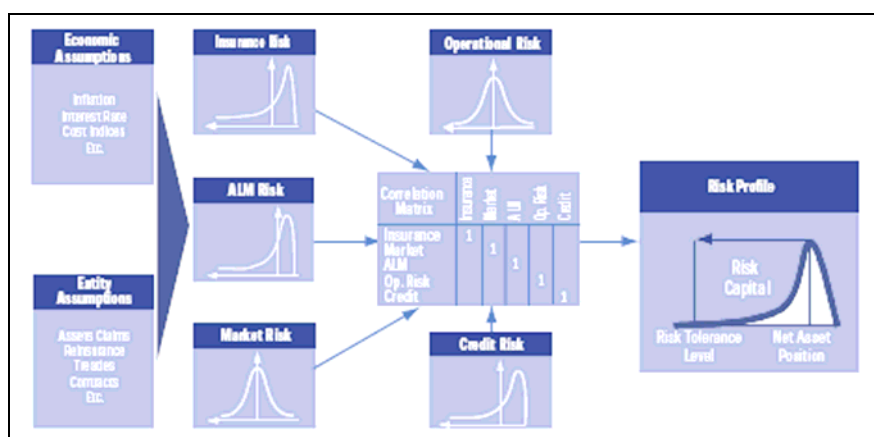 Economic
Assumptions
Inflation
Interest Rate
Cost Indices
Etc.
Entity
Assumptions
Assets Claims
Reinsurance
Treaties
Contracts
Etc.
Insurance Risk
ALM Risk
Market Risk
Operational Risk
Correlation
Matrix
Insurance
Market
ALM
Op. Risk
Credit
Insurance 1
Market 1
ALM 1
Op. Risk 1
Credit 1
Credit Risk
Risk Profile
Risk
Capital
Risk Tolerance
Level
Net Asset
Position